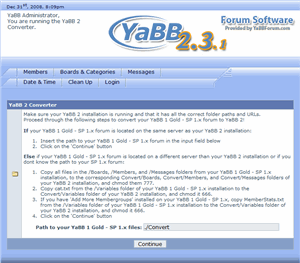 Dec 31st, 2008, 8:09pm
YaBB Administrator,
You are running the YaBB 2
Converter.
YaBB 2.3.1
Forum Software
Provided by YaBBForum.com
Members Boards & Categories Messages
Date & Time Clean Up Login
YaBB 2 Converter
Make sure your YaBB 2 installation is running and that it has all the correct folder paths and URLs.
Proceed through the following steps to convert your YaBB 1 Gold - SP 1.x forum to YaBB 2!
If your YaBB 1 Gold - SP 1.x forum is located on the same server as your YaBB 2 installation:
1. Insert the path to your YaBB 1 Gold - SP 1.x forum in the input field below
2. Click on the 'Continue' button
Else if your YaBB 1 Gold - SP 1.x forum is located on a different server than your YaBB 2 installation or if you
dont know the path to your SP 1.x forum:
1. Copy all files in the /Boards, /Members, and /Messages folders from your YaBB 1 Gold - SP 1.x
installation, to the corresponding Convert/Boards, Convert/Members, and Convert/Messages folders
of your YaBB 2 installation, and chmod them 777.
2. Copy cat.txt from the /Variables folder of your YaBB 1 Gold - SP 1.x installation to the
Convert/Variables folder of your YaBB 2 installation, and chmod it 666.
3. If you have 'Add More Membergroups' installed on your YaBB 1 Gold - SP 1.x, copy MemberStats.txt
from the /Variables folder of your YaBB 1 Gold - SP 1.x installation to the Convert/Variables folder of
your YaBB 2 installation, and chmod it 666.
4. Click on the 'Continue' button
Path to your YaBB 1 Gold - SP 1.x files: ./Convert
Continue